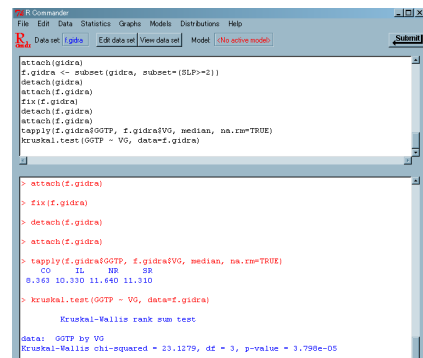 R Commander
File Edit Data Statistics Graphs Models Distributions Help
Data set: f.gidra Edit data set View data set Model: <No active model> Submit
attach(gidra)
f.gidra <- subset(gidra, subset=(SLP>=2))
detach(gidra)
attach(f.gidra)
fix(f.gidra)
detach(f.gidra)
attach(f.gidra)
tapply(f.gidra$GGTP, f.gidra$VG, median, na.rm=TRUE)
kruskal.test(GGTP ~ VG, data=f.gidra)
> attach(f.gidra)
> fix(f.gidra)
> detach(f.gidra)
> attach(f.gidra)
> tapply(f.gidra$GGTP, f.gidra$VG, median, na.rm=TRUE)
CO IL NR SR
8.363 10.330 11.640 11.310
> kruskal.test(GGTP ~ VG, data=f.gidra)
Kruskal-Wallis rank sum test
data: GGTP by VG
Kruskal-Wallis chi-squared = 23.1279, df = 3, p-value = 3.798e-05